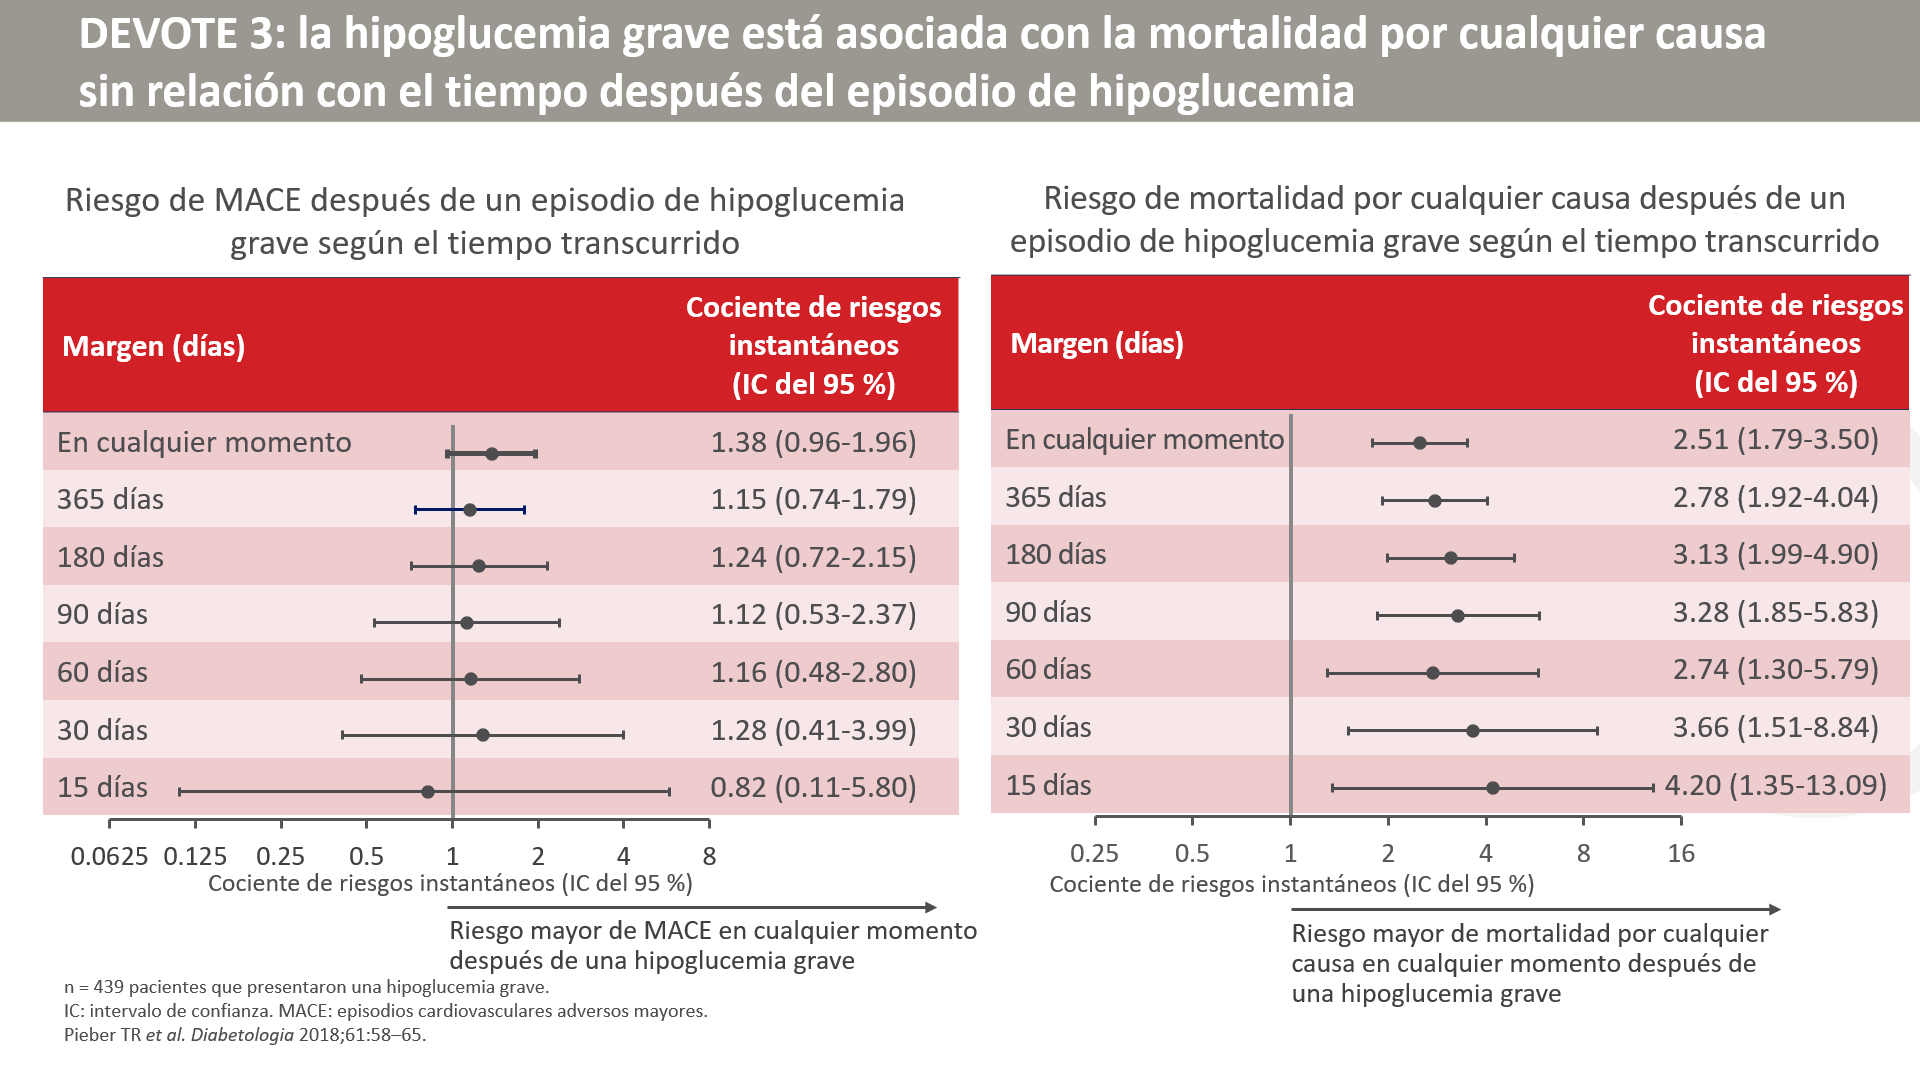 DEVOTE 3: la hipoglucemia grave está asociada con la mortalidad por cualquier causa
sin relación con el tiempo después del episodio de hipoglucemia
Riesgo de MACE después de un episodio de hipoglucemia
grave según el tiempo transcurrido
Margen (días)
Cociente de riesgos
instantáneos
(IC del 95 %)
En cualquier momento 1.38 (0.96-1.96)
365 días 1.15 (0.74-1.79)
180 días 1.24 (0.72-2.15)
90 días 1.12 (0.53-2.37)
60 días 1.16 (0.48-2.80)
30 días 1.28 (0.41-3.99)
15 días 0.82 (0.11-5.80)
0.0625 0.125 0.25 0.5 1 2 4 8
Cociente de riesgos instantáneos (IC del 95 %)
Riesgo mayor de MACE en cualquier momento
después de una hipoglucemia grave
Riesgo de mortalidad por cualquier causa después de un
episodio de hipoglucemia grave según el tiempo transcurrido
Margen (días)
Cociente de riesgos
instantáneos
(IC del 95 %)
En cualquier momento 2.51 (1.79-3.50)
365 días 2.78 (1.92-4.04)
180 días 3.13 (1.99-4.90)
90 días 3.28 (1.85-5.83)
60 días 2.74 (1.30-5.79)
30 días 3.66 (1.51-8.84)
15 días 4.20 (1.35-13.09)
0.25 0.5 1 2 4 8 16
Cociente de riesgos instantáneos (IC del 95 %)
Riesgo mayor de mortalidad por cualquier
causa en cualquier momento después de
una hipoglucemia grave
n = 439 pacientes que presentaron una hipoglucemia grave.
IC: intervalo de confianza. MACE: episodios cardiovasculares adversos mayores.
Pieber TR et al. Diabetologia 2018;61:58–65.